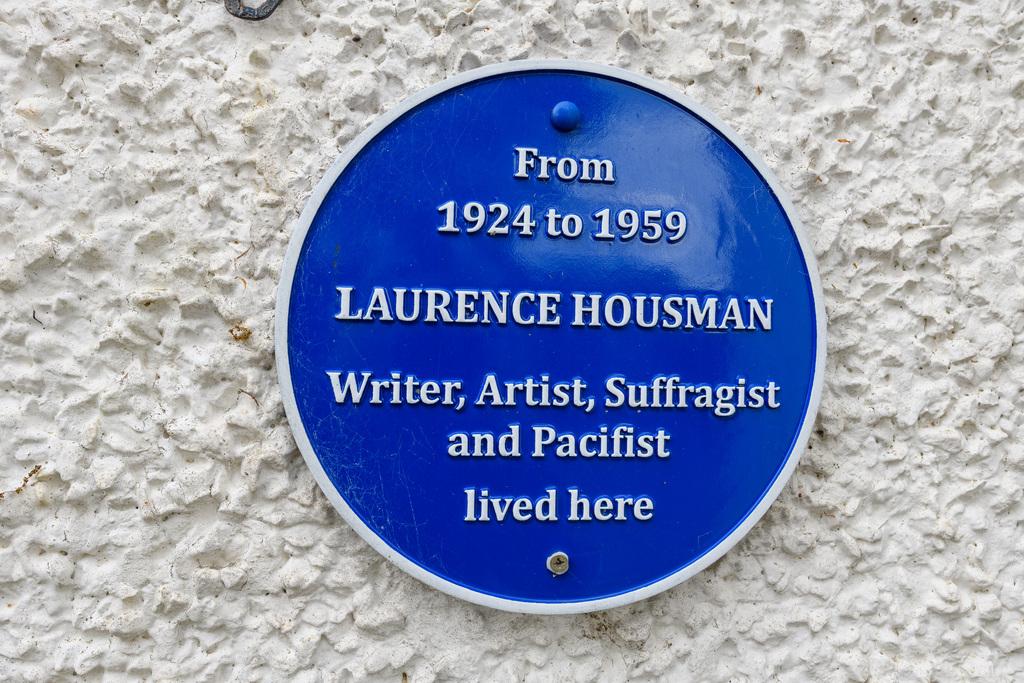 From
1924 to 1959
LAURENCE HOUSMAN
Writer, Artist, Suffragist
and Pacifist
lived here